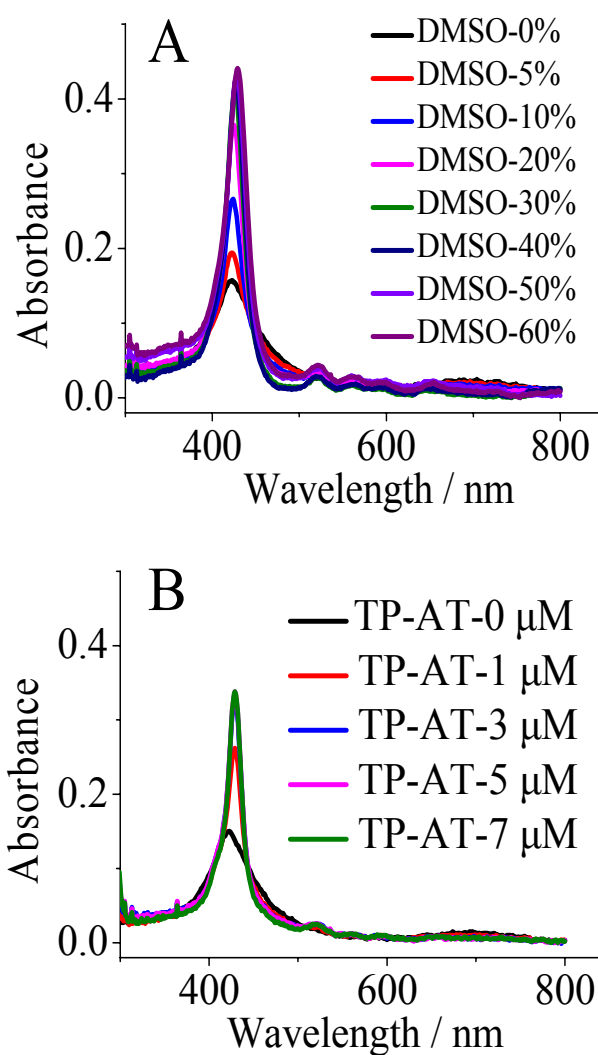 A
DMSO-0%
DMSO-5%
DMSO-10%
DMSO-20%
DMSO-30%
DMSO-40%
DMSO-50%
DMSO-60%
Absorbance
0.4
0.2
0.0
400 600 800
Wavelength / nm
B
TP-AT-0 μM
TP-AT-1 μM
TP-AT-3 μM
TP-AT-5 μM
TP-AT-7 μM
Absorbance
0.4
0.2
0.0
400 600 800
Wavelength / nm